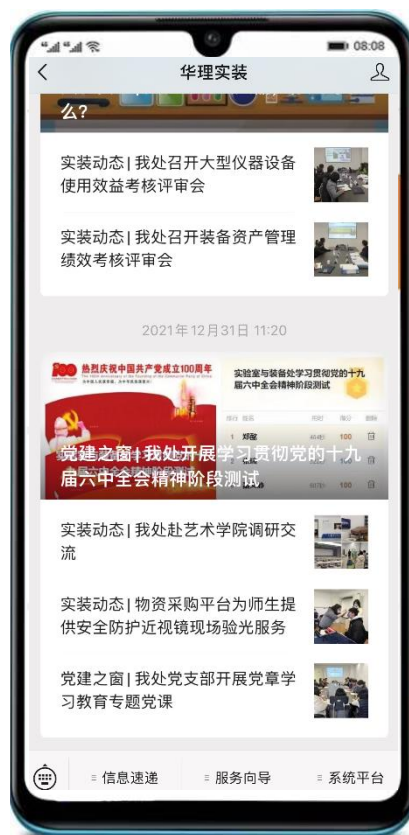 08:08
华理实装
么?
实装动态|我处召开大型仪器设备
使用效益考核评审会
实装动态|我处召开装备资产管理
绩效考核评审会
2021年12月31日 11:20
热烈庆祝中国共产党成立100周年
实验室与装备处学习贯彻党的十九
届六中全会精神阶段测试
党建之窗|我处开展学习贯彻党的十九
届六中全会精神阶段测试
实装动态|我处赴艺术学院调研交
流
实装动态|物资采购平台为师生提
供安全防护近视镜现场验光服务
党建之窗|我处党支部开展党章学
习教育专题党课
信息速递
服务向导
系统平台